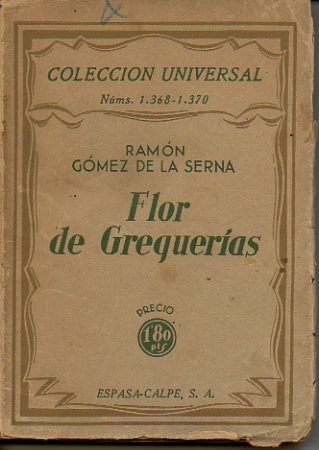 COLECCION UNIVERSAL
Núms. 1.368-1.370
RAMÓN
GÓMEZ DE LA SERNA
Flor
de Greguerías
PRECIO
1'80
pts
ESPASA-CALPE, S. A.